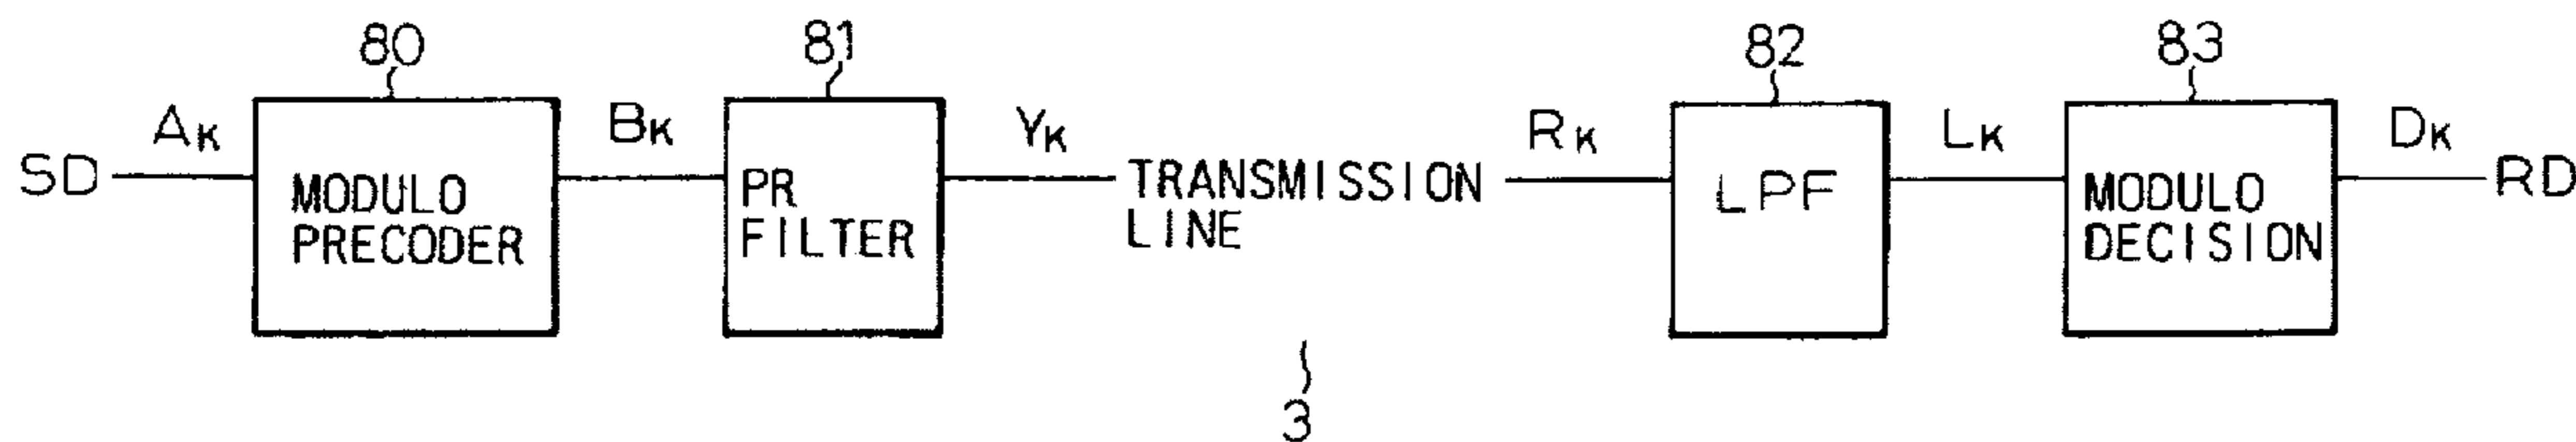 80 81 82 83
SD AK BK YK RK LK DK RD
MODULO
PRECODER
PR
FILTER
TRANSMISSION
LINE
LPF
MODULO
DECISION
3